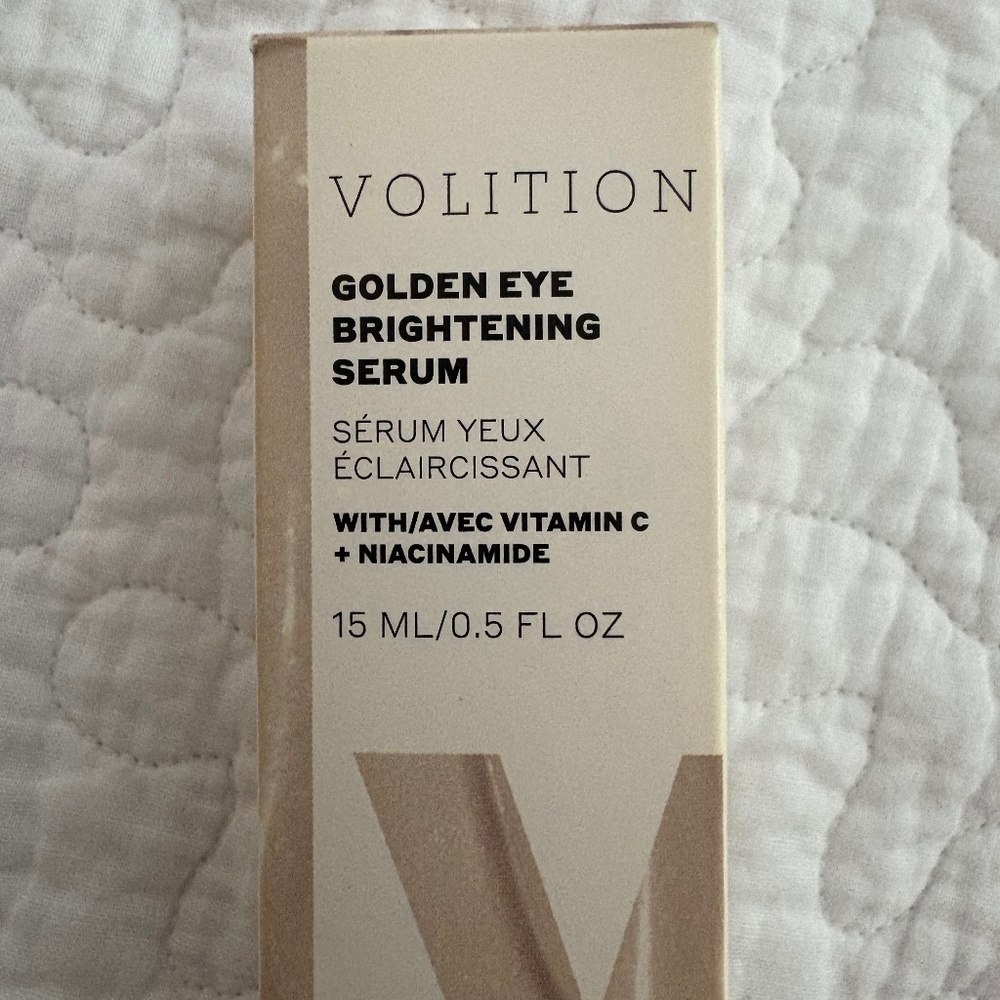 VOLITION
GOLDEN EYE
BRIGHTENING
SERUM
SÉRUM YEUX
ÉCLAIRCISSANT
WITH/AVEC VITAMIN C
+ NIACINAMIDE
15 ML/0.5 FL OZ
V